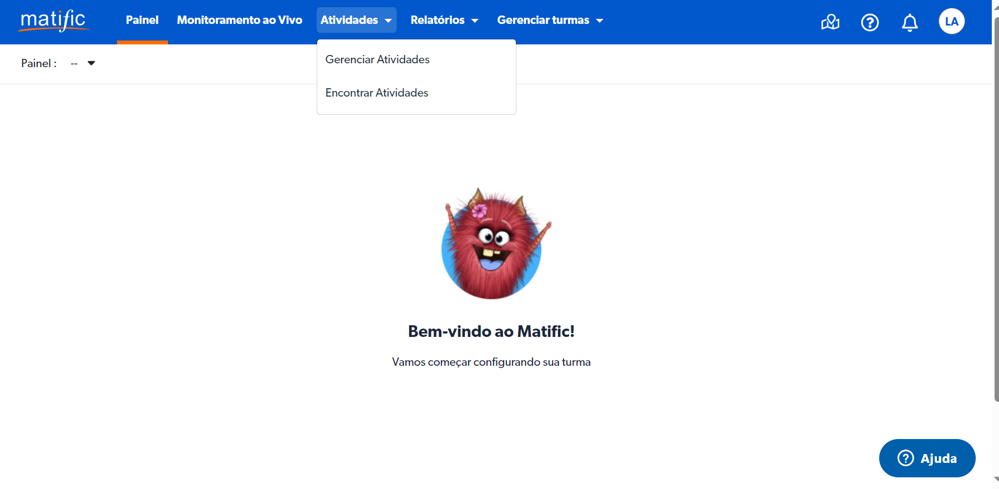 matific Painel Monitoramento ao Vivo Atividades Relatórios Gerenciar turmas LA
Painel : --
Gerenciar Atividades
Encontrar Atividades
Bem-vindo ao Matific!
Vamos começar configurando sua turma
Ajuda